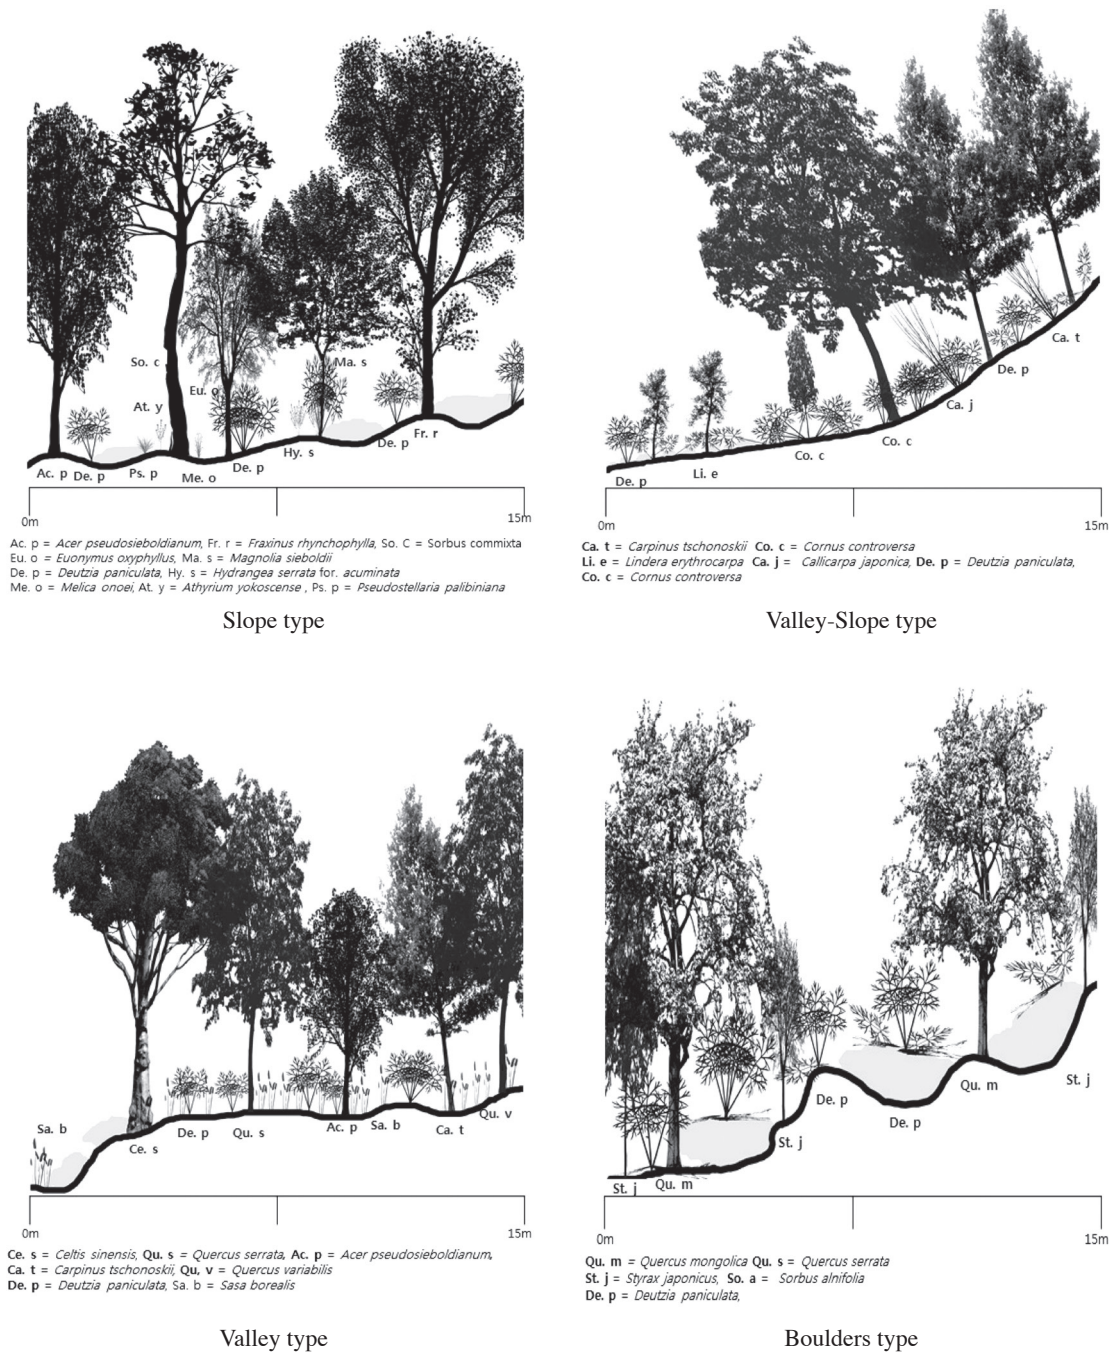 So. c
Ma. s
Eu. o
At. y
Fr. r
De. p
Hy. s
De. p
Ac. p De. p Ps. p Me. o
0m 15m
Ac. p = Acer pseudosieboldianum, Fr. r = Fraxinus rhynchophylla, So. C = Sorbus commixta
Eu. o = Euonymus oxyphyllus, Ma. s = Magnolia sieboldii
De. p = Deutzia paniculata, Hy. s = Hydrangea serrata for. acuminata
Me. o = Melica onoei, At. y = Athyrium yokoscense , Ps. p = Pseudostellaria palibiniana
Slope type
Ca. t
De. p
Ca. j
Co. c
Co. c
Li. e
De. p
0m 15m
Ca. t = Carpinus tschonoskii Co. c = Cornus controversa
Li. e = Lindera erythrocarpa Ca. j = Callicarpa japonica, De. p = Deutzia paniculata,
Co. c = Cornus controversa
Valley-Slope type
Qu. v
Sa. b
Ac. p Sa. b Ca. t
De. p Qu. s
Ce. s
0m 15m
Ce. s = Celtis sinensis, Qu. s = Quercus serrata, Ac. p = Acer pseudosieboldianum,
Ca. t = Carpinus tschonoskii, Qu, v = Quercus variabilis
De. p = Deutzia paniculata, Sa. b = Sasa borealis
Valley type
St. j
Qu. m
De. p
De. p
St. j
St. j Qu. m
0m 15m
Qu. m = Quercus mongolica Qu. s = Quercus serrata
St. j = Styrax japonicus, So. a = Sorbus alnifolia
De. p = Deutzia paniculata,
Boulders type